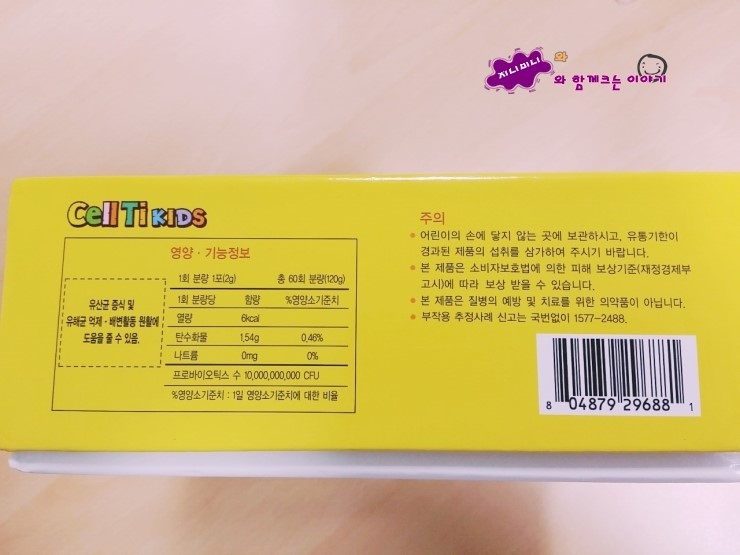 지니미니
와
와 함께크는 이야기
Cell Ti KIDS
영양 · 기능정보
1회 분량 1포(2g) 총 60회 분량(120g)
유산균 증식 및
유해균 억제 · 배변활동 원활에
도움을 줄 수 있음.
1회 분량당 함량 %영양소기준치
열량 6kcal
탄수화물 1.54g 0.46%
나트륨 0mg 0%
프로바이오틱스 수 10,000,000,000 CFU
%영양소기준치 : 1일 영양소기준치에 대한 비율
주의
• 어린이의 손에 닿지 않는 곳에 보관하시고, 유통기한이
경과된 제품의 섭취를 삼가하여 주시기 바랍니다.
• 본 제품은 소비자보호법에 의한 피해 보상기준(재정경제부
고시)에 따라 보상 받을 수 있습니다.
• 본 제품은 질병의 예방 및 치료를 위한 의약품이 아닙니다.
• 부작용 추정사례 신고는 국번없이 1577-2488.
8 04879 29688 1